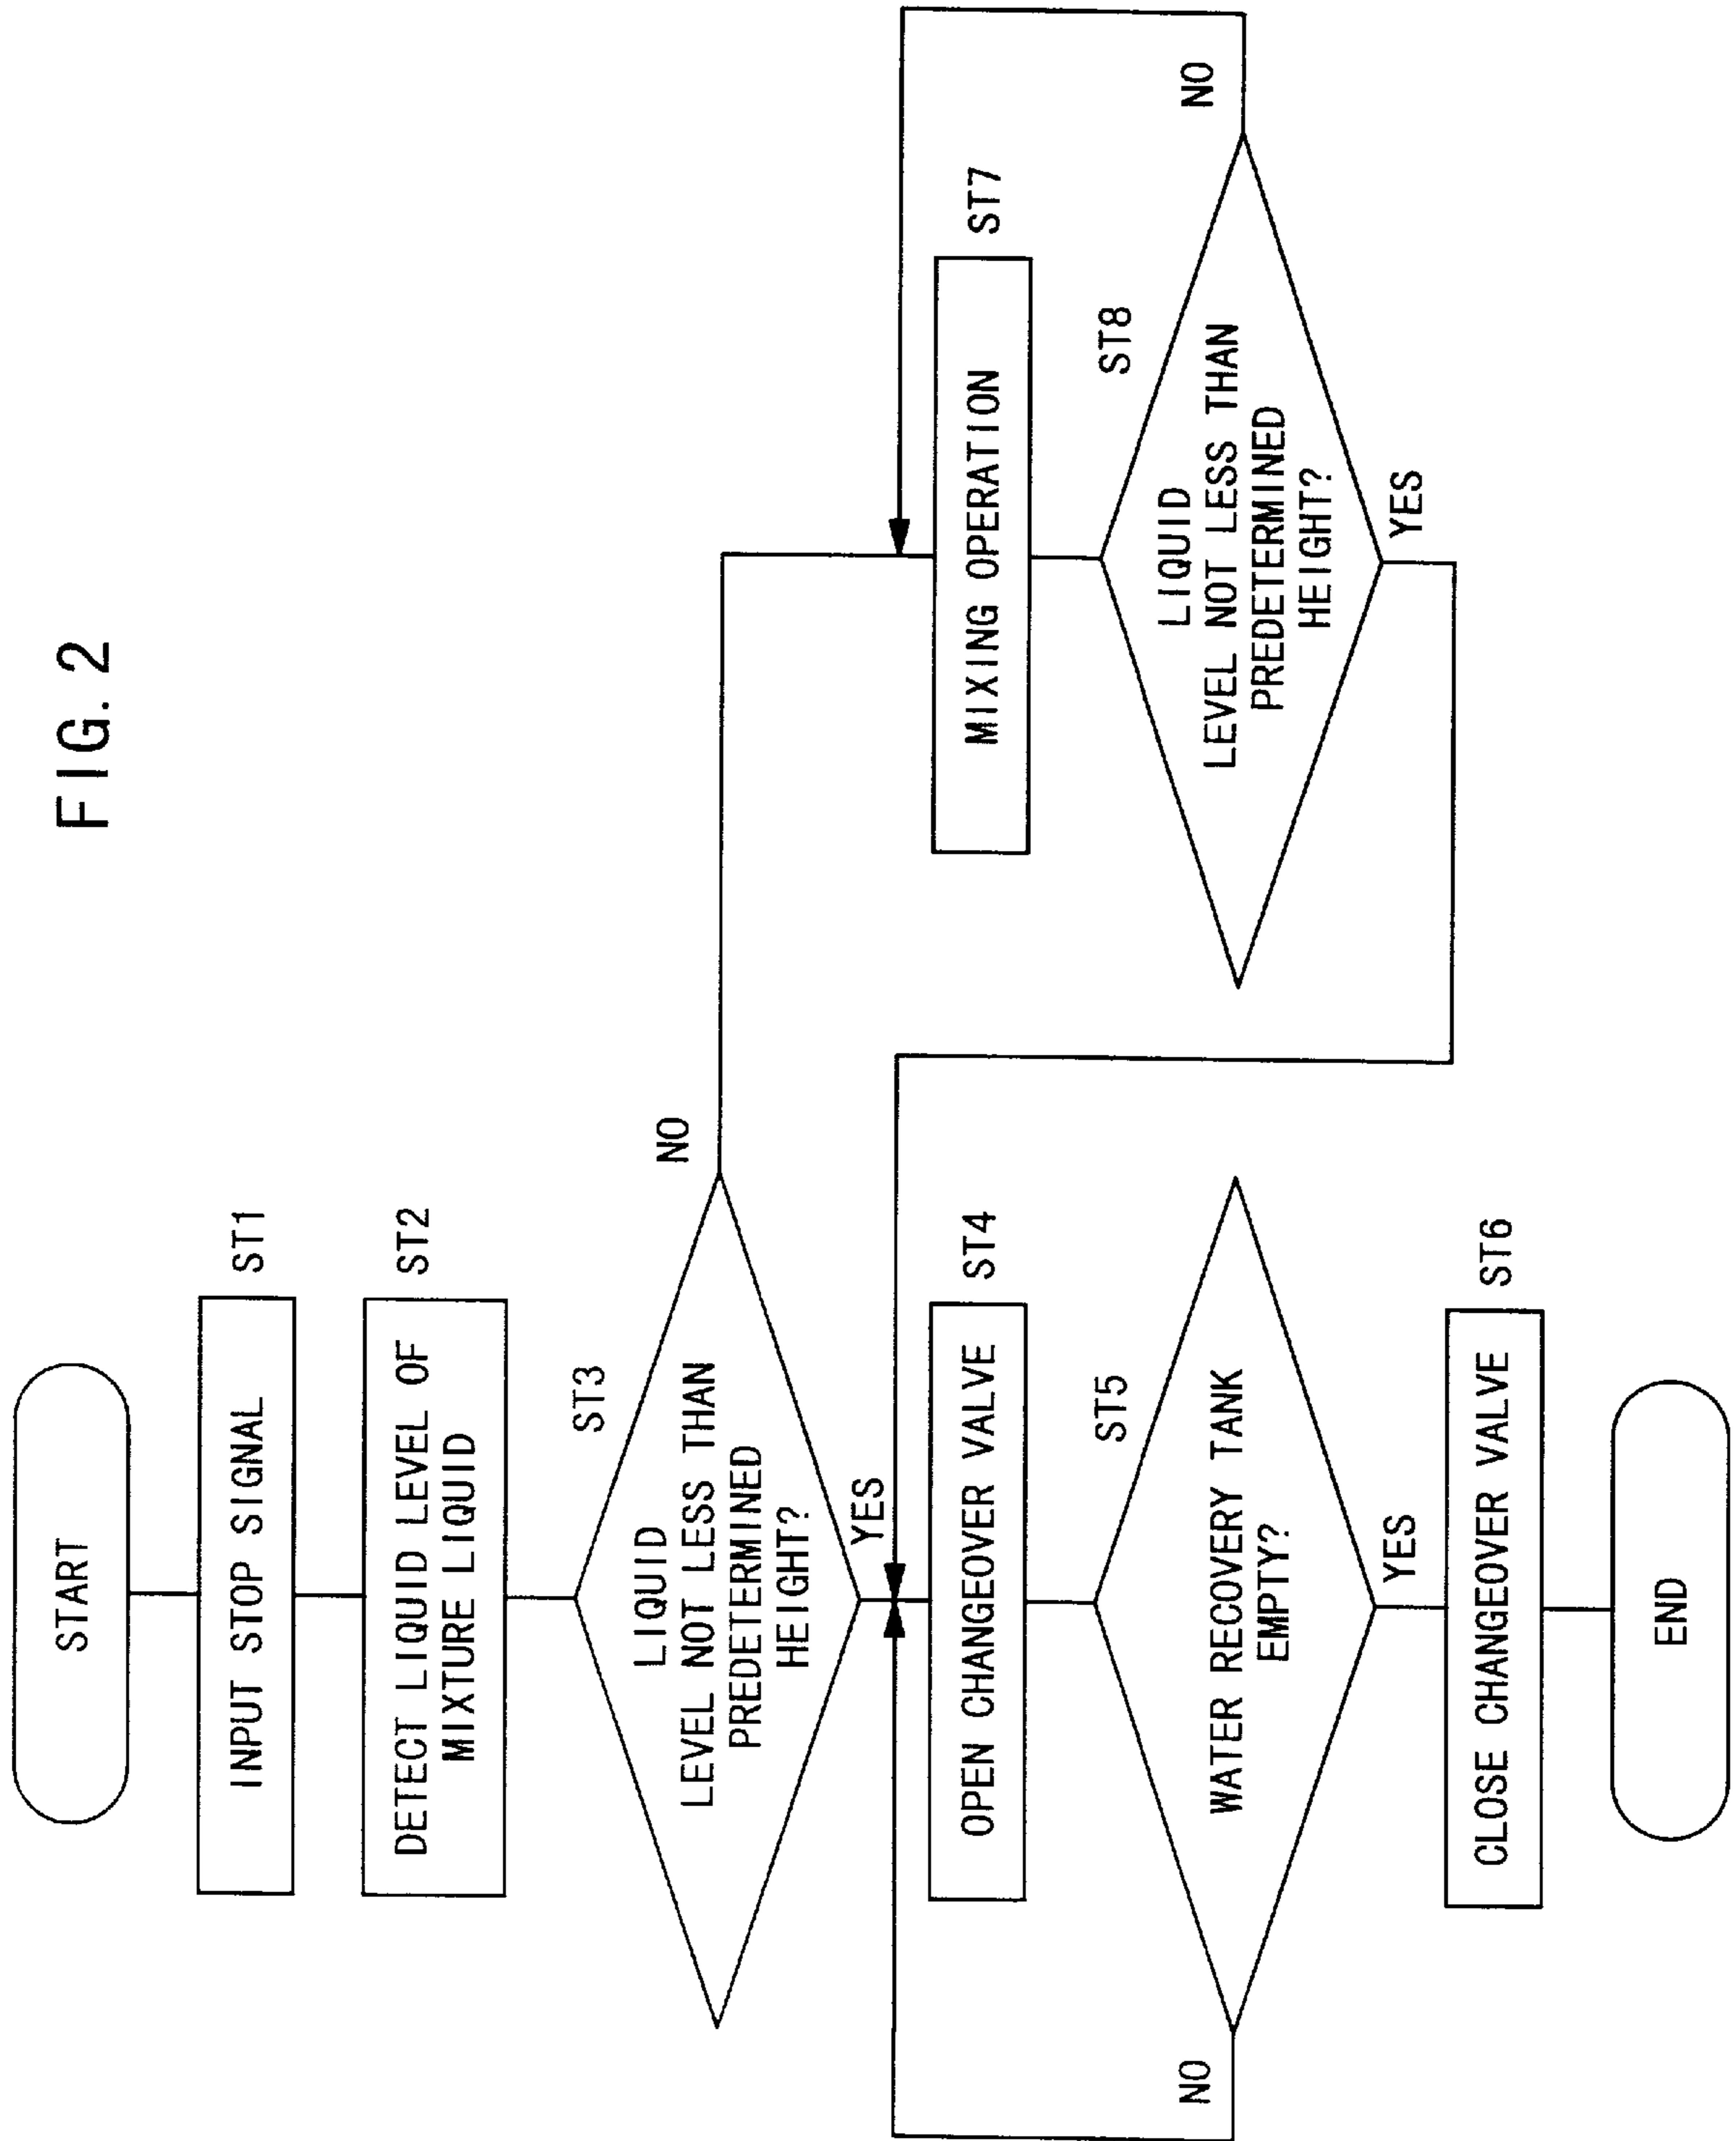 FIG. 2
START
INPUT STOP SIGNAL
ST1
DETECT LIQUID LEVEL OF
MIXTURE LIQUID
ST2
ST3
LIQUID
LEVEL NOT LESS THAN
PREDETERMINED
HEIGHT?
NO
YES
OPEN CHANGEOVER VALVE
ST4
ST5
WATER RECOVERY TANK
EMPTY?
NO
YES
CLOSE CHANGEOVER VALVE
ST6
END
MIXING OPERATION
ST7
ST8
LIQUID
LEVEL NOT LESS THAN
PREDETERMINED
HEIGHT?
NO
YES